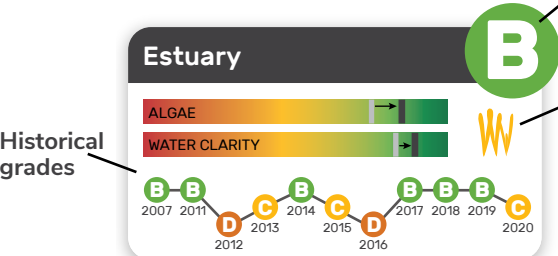 Estuary
B
ALGAE
WATER CLARITY
Historical
grades
B B D C B C D B B B C
2007 2011 2012 2013 2014 2015 2016 2017 2018 2019 2020